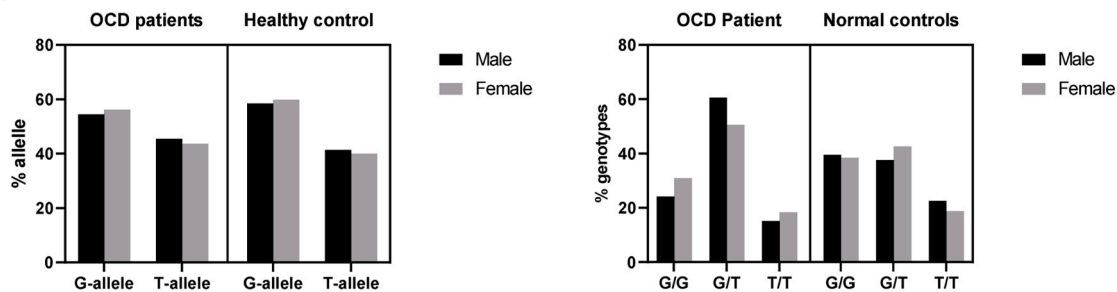 OCD patients Healthy control
80
60
40
20
0
% allele
G-allele T-allele G-allele T-allele
Male
Female
OCD Patient Normal controls
80
60
40
20
0
% genotypes
G/G G/T T/T G/G G/T T/T
Male
Female